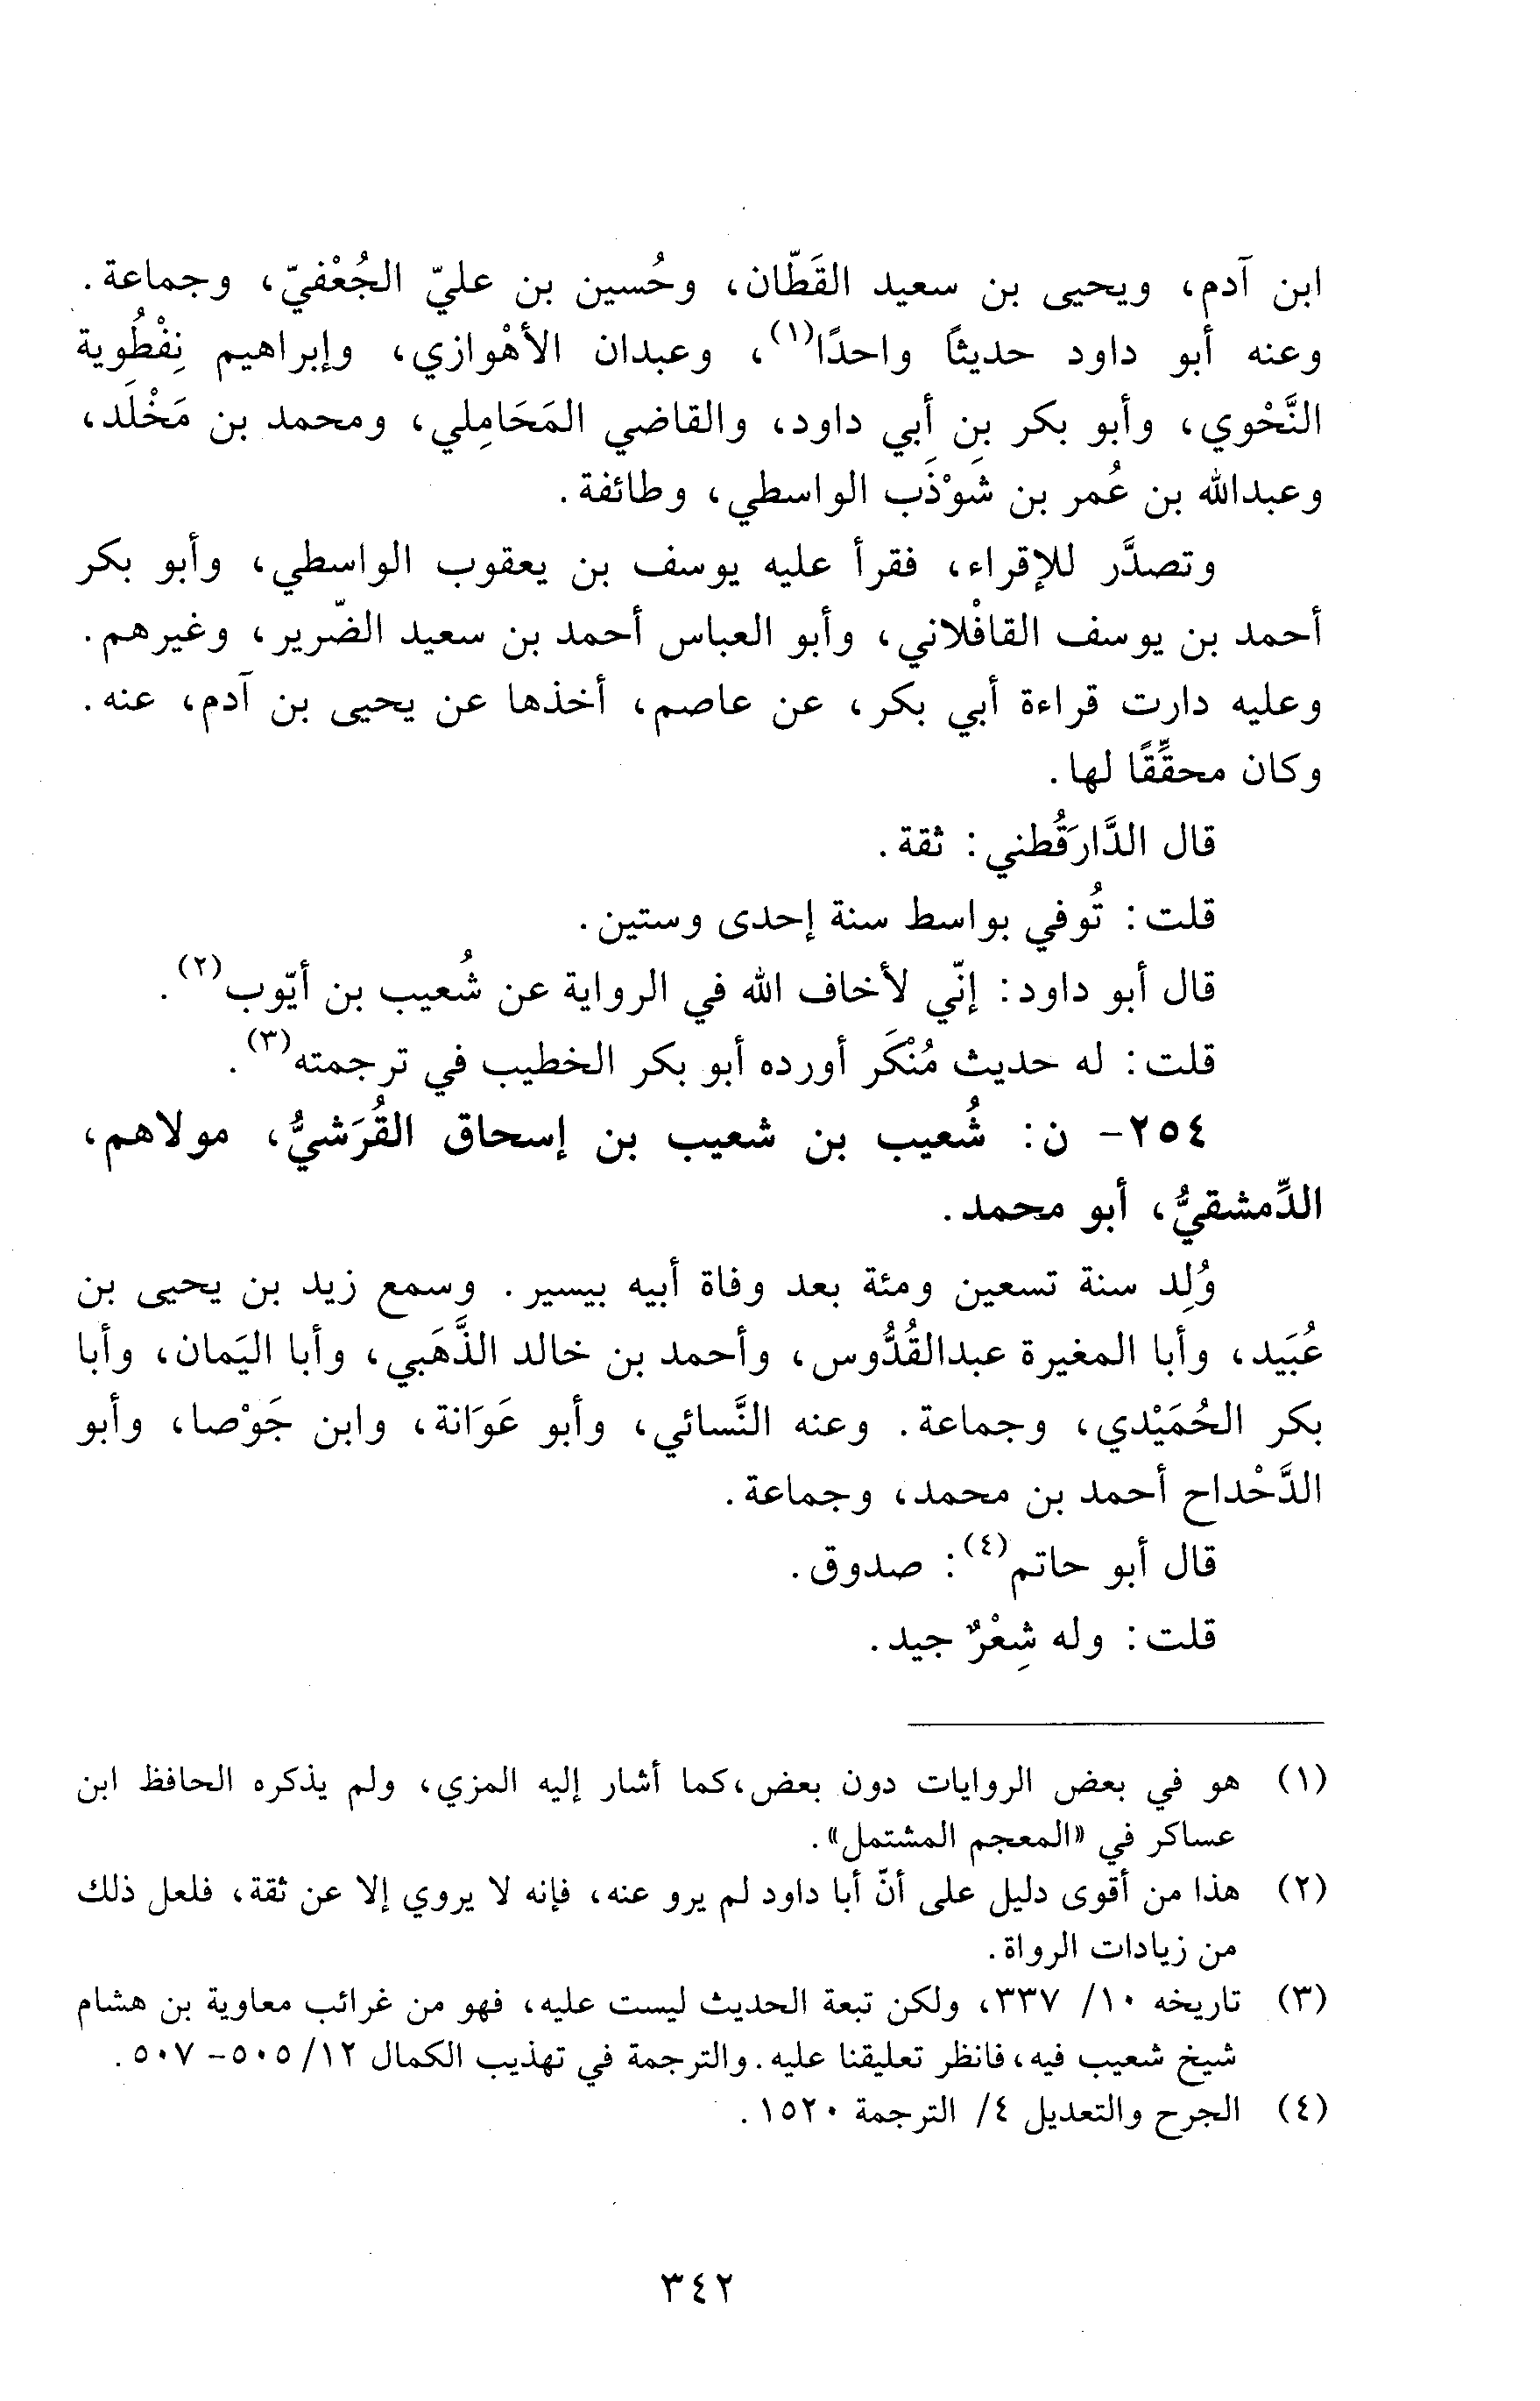 ابن آدم، ويحيى بن سعيد القَطّان، وحُسين بن عليّ الجُعْفيّ، وجماعة.
وعنه أبو داود حديثاً واحدًا(١)، وعبدان الأهْوازي، وإبراهيم نِفْطُوية
النَّحْوي، وأبو بكر بن أبي داود، والقاضي المَحَامِلي، ومحمد بن مَخْلَد،
وعبدالله بن عُمر بن شَوْذَب الواسطي، وطائفة.
وتصدَّر للإقراء، فقرأ عليه يوسف بن يعقوب الواسطي، وأبو بكر
أحمد بن يوسف القافْلاني، وأبو العباس أحمد بن سعيد الضّرير، وغيرهم.
وعليه دارت قراءة أبي بكر، عن عاصم، أخذها عن يحيى بن آدم، عنه.
وكان محقِّقًا لها.
قال الدَّارَقُطني: ثقة.
قلت: تُوفي بواسط سنة إحدى وستين.
قال أبو داود: إنّي لأخاف الله في الرواية عن شُعيب بن أيّوب(٢).
قلت: له حديث مُنْكَر أورده أبو بكر الخطيب في ترجمته(٣).
٢٥٤- ن: شُعيب بن شعيب بن إسحاق القُرَشيُّ، مولاهم،
الدِّمشقيُّ، أبو محمد.
وُلِد سنة تسعين ومئة بعد وفاة أبيه بيسير. وسمع زيد بن يحيى بن
عُبَيد، وأبا المغيرة عبدالقُدُّوس، وأحمد بن خالد الذَّهَبي، وأبا اليَمان، وأبا
بكر الحُمَيْدي، وجماعة. وعنه النَّسائي، وأبو عَوَانة، وابن جَوْصا، وأبو
الدَّحْداح أحمد بن محمد، وجماعة.
قال أبو حاتم(٤): صدوق.
قلت: وله شِعْرٌ جيد.
(١) هو في بعض الروايات دون بعض،كما أشار إليه المزي، ولم يذكره الحافظ ابن
عساكر في «المعجم المشتمل».
(٢) هذا من أقوى دليل على أنّ أبا داود لم يرو عنه، فإنه لا يروي إلا عن ثقة، فلعل ذلك
من زيادات الرواة.
(٣) تاريخه ١٠/ ٣٣٧، ولكن تبعة الحديث ليست عليه، فهو من غرائب معاوية بن هشام
شيخ شعيب فيه، فانظر تعليقنا عليه. والترجمة في تهذيب الكمال ١٢/ ٥٠٥- ٥٠٧.
(٤) الجرح والتعديل ٤/ الترجمة ١٥٢٠.
٣٤٢